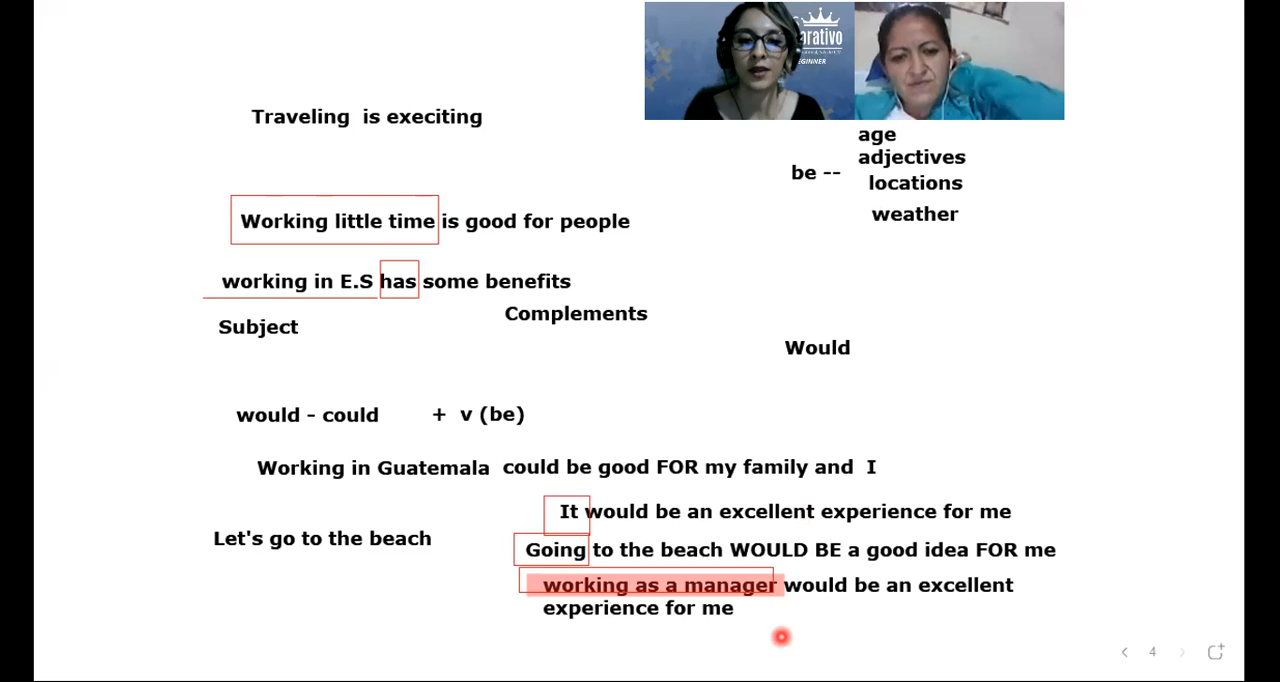 orativo
EGINNER
Traveling is execiting
age
adjectives
be --
locations
weather
Working little time is good for people
working in E.S has some benefits
Complements
Subject
Would
would - could + v (be)
Working in Guatemala could be good FOR my family and I
It would be an excellent experience for me
Let's go to the beach
Going to the beach WOULD BE a good idea FOR me
working as a manager would be an excellent
experience for me
4